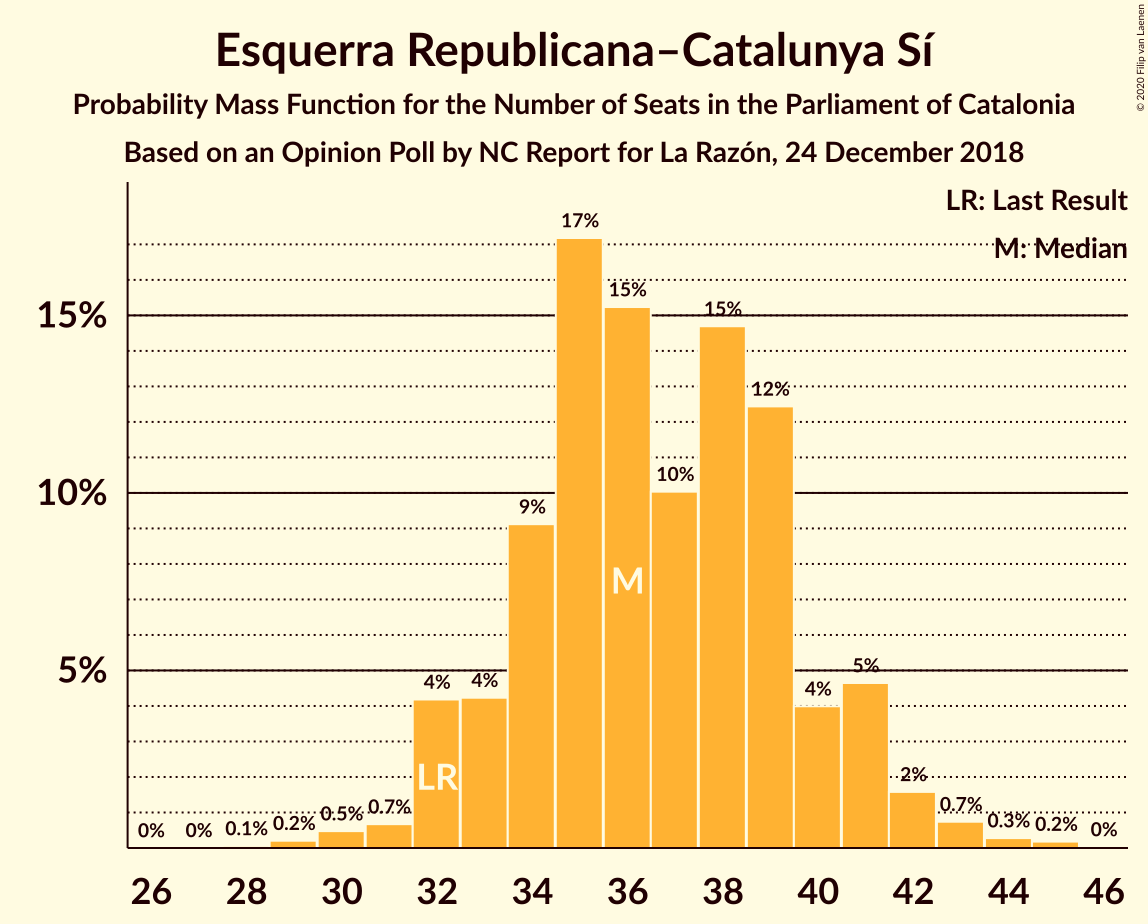 Esquerra Republicana–Catalunya Sí
Probability Mass Function for the Number of Seats in the Parliament of Catalonia
Based on an Opinion Poll by NC Report for La Razón, 24 December 2018
© 2020 Filip van Laenen
LR: Last Result
M: Median
15%
10%
5%
0% 0% 0.1% 0.2% 0.5% 0.7% 4% 4% 9% 17% 15% 10% 15% 12% 4% 5% 2% 0.7% 0.3% 0.2% 0%
M
LR
26 28 30 32 34 36 38 40 42 44 46